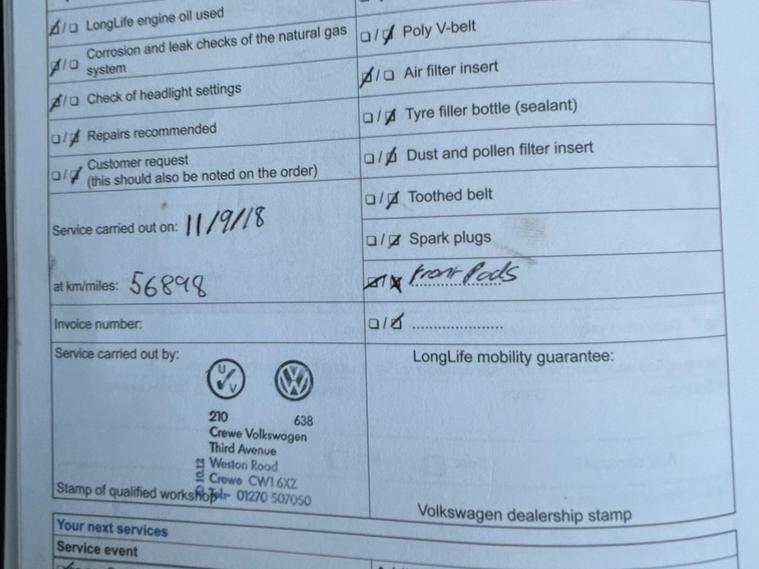 LongLife engine oil used
Corrosion and leak checks of the natural gas
system
Check of headlight settings
Repairs recommended
Customer request
(this should also be noted on the order)
Service carried out on: 11/9/18
at km/miles: 56898
Invoice number:
Poly V-belt
Air filter insert
Tyre filler bottle (sealant)
Dust and pollen filter insert
Toothed belt
Spark plugs
Front Pads
Service carried out by:
UV
VW
210 638
Crewe Volkswagen
Third Avenue
Weston Road
Crewe CW1 6XZ
Tel:- 01270 507050
Stamp of qualified workshop
LongLife mobility guarantee:
Volkswagen dealership stamp
Your next services
Service event